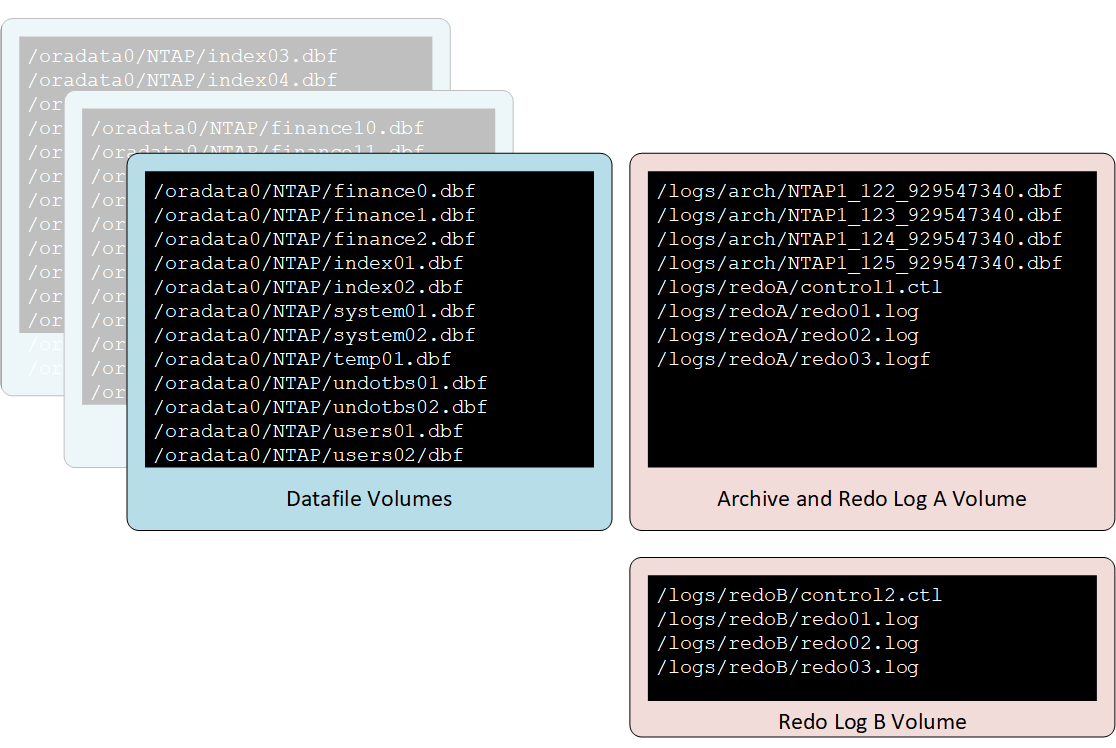 /oradata0/NTAP/index03.dbf
/oradata0/NTAP/index04.dbf
/or
/or
/or
/or
/or
/or
/or
/or
/or
/or
/or
/or
/oradata0/NTAP/finance10.dbf
/oradata0/NTAP/finance11.dbf
/or
/or
/or
/or
/or
/or
/or
/or
/or
/or
/oradata0/NTAP/finance0.dbf
/oradata0/NTAP/finance1.dbf
/oradata0/NTAP/finance2.dbf
/oradata0/NTAP/index01.dbf
/oradata0/NTAP/index02.dbf
/oradata0/NTAP/system01.dbf
/oradata0/NTAP/system02.dbf
/oradata0/NTAP/temp01.dbf
/oradata0/NTAP/undotbs01.dbf
/oradata0/NTAP/undotbs02.dbf
/oradata0/NTAP/users01.dbf
/oradata0/NTAP/users02/dbf
Datafile Volumes
/logs/arch/NTAP1_122_929547340.dbf
/logs/arch/NTAP1_123_929547340.dbf
/logs/arch/NTAP1_124_929547340.dbf
/logs/arch/NTAP1_125_929547340.dbf
/logs/redoA/control1.ctl
/logs/redoA/redo01.log
/logs/redoA/redo02.log
/logs/redoA/redo03.logf
Archive and Redo Log A Volume
/logs/redoB/control2.ctl
/logs/redoB/redo01.log
/logs/redoB/redo02.log
/logs/redoB/redo03.log
Redo Log B Volume